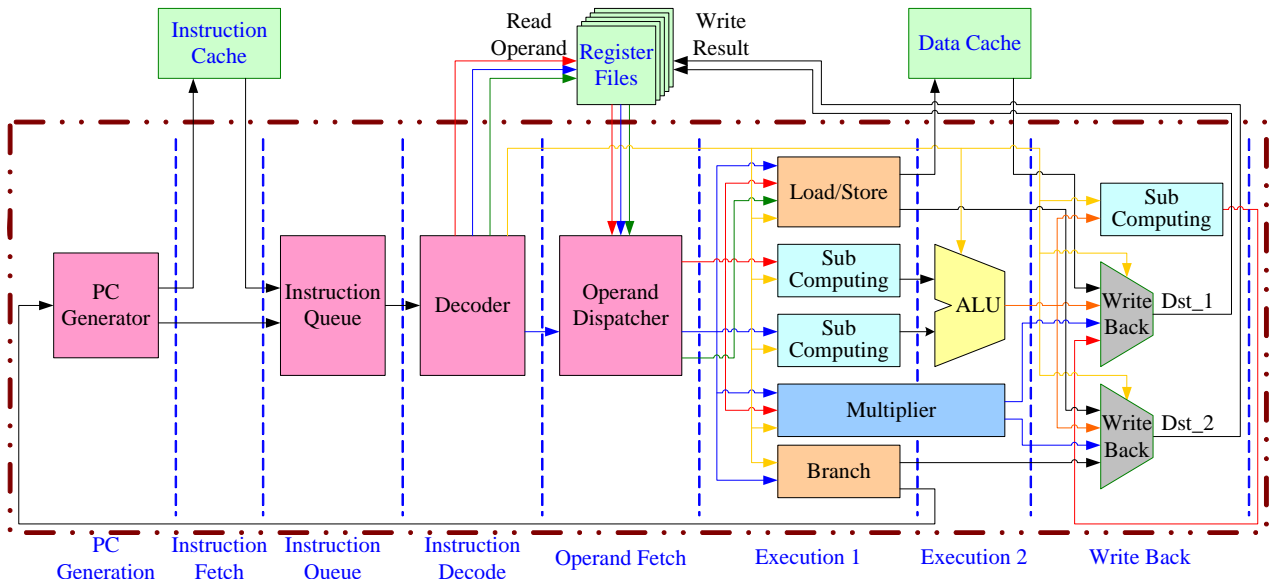 Instruction
Cache
Read
Operand
Register
Files
Write
Result
Data Cache
PC
Generator
Instruction
Queue
Decoder
Operand
Dispatcher
Load/Store
Sub
Computing
Sub
Computing
ALU
Multiplier
Branch
Sub
Computing
Write
Back
Dst_1
Write
Back
Dst_2
PC
Generation
Instruction
Fetch
Instruction
Queue
Instruction
Decode
Operand Fetch
Execution 1
Execution 2
Write Back